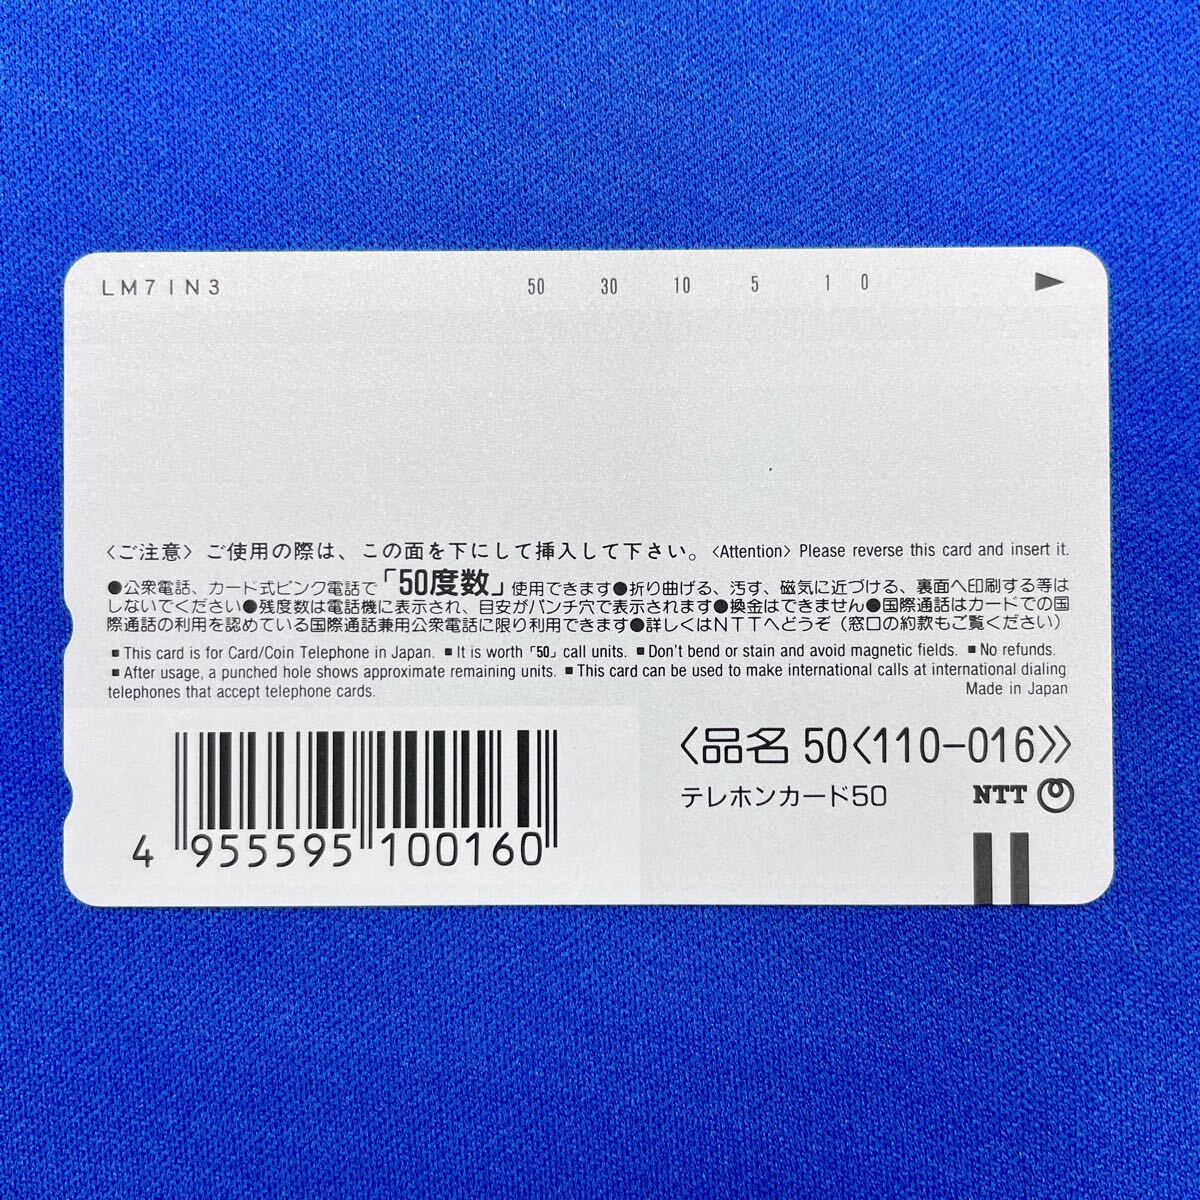 LM71N3 50 30 10 5 1 0
〈ご注意〉ご使用の際は、この面を下にして挿入して下さい。〈Attention〉Please reverse this card and insert it.
●公衆電話、カード式ピンク電話で「50度数」使用できます●折り曲げる、汚す、磁気に近づける、裏面へ印刷する等は
しないでください●残度数は電話機に表示され、目安がパンチ穴で表示されます●換金はできません●国際通話はカードでの国
際通話の利用を認めている国際通話兼用公衆電話に限り利用できます●詳しくはNTTへどうぞ（窓口の約款もご覧ください）
■This card is for Card/Coin Telephone in Japan. ■It is worth「50」call units. ■Don't bend or stain and avoid magnetic fields. ■No refunds.
■After usage, a punched hole shows approximate remaining units. ■This card can be used to make international calls at international dialing
telephones that accept telephone cards. Made in Japan
〈品名 50〈110-016〉〉
テレホンカード50 NTT
4 955595 100160